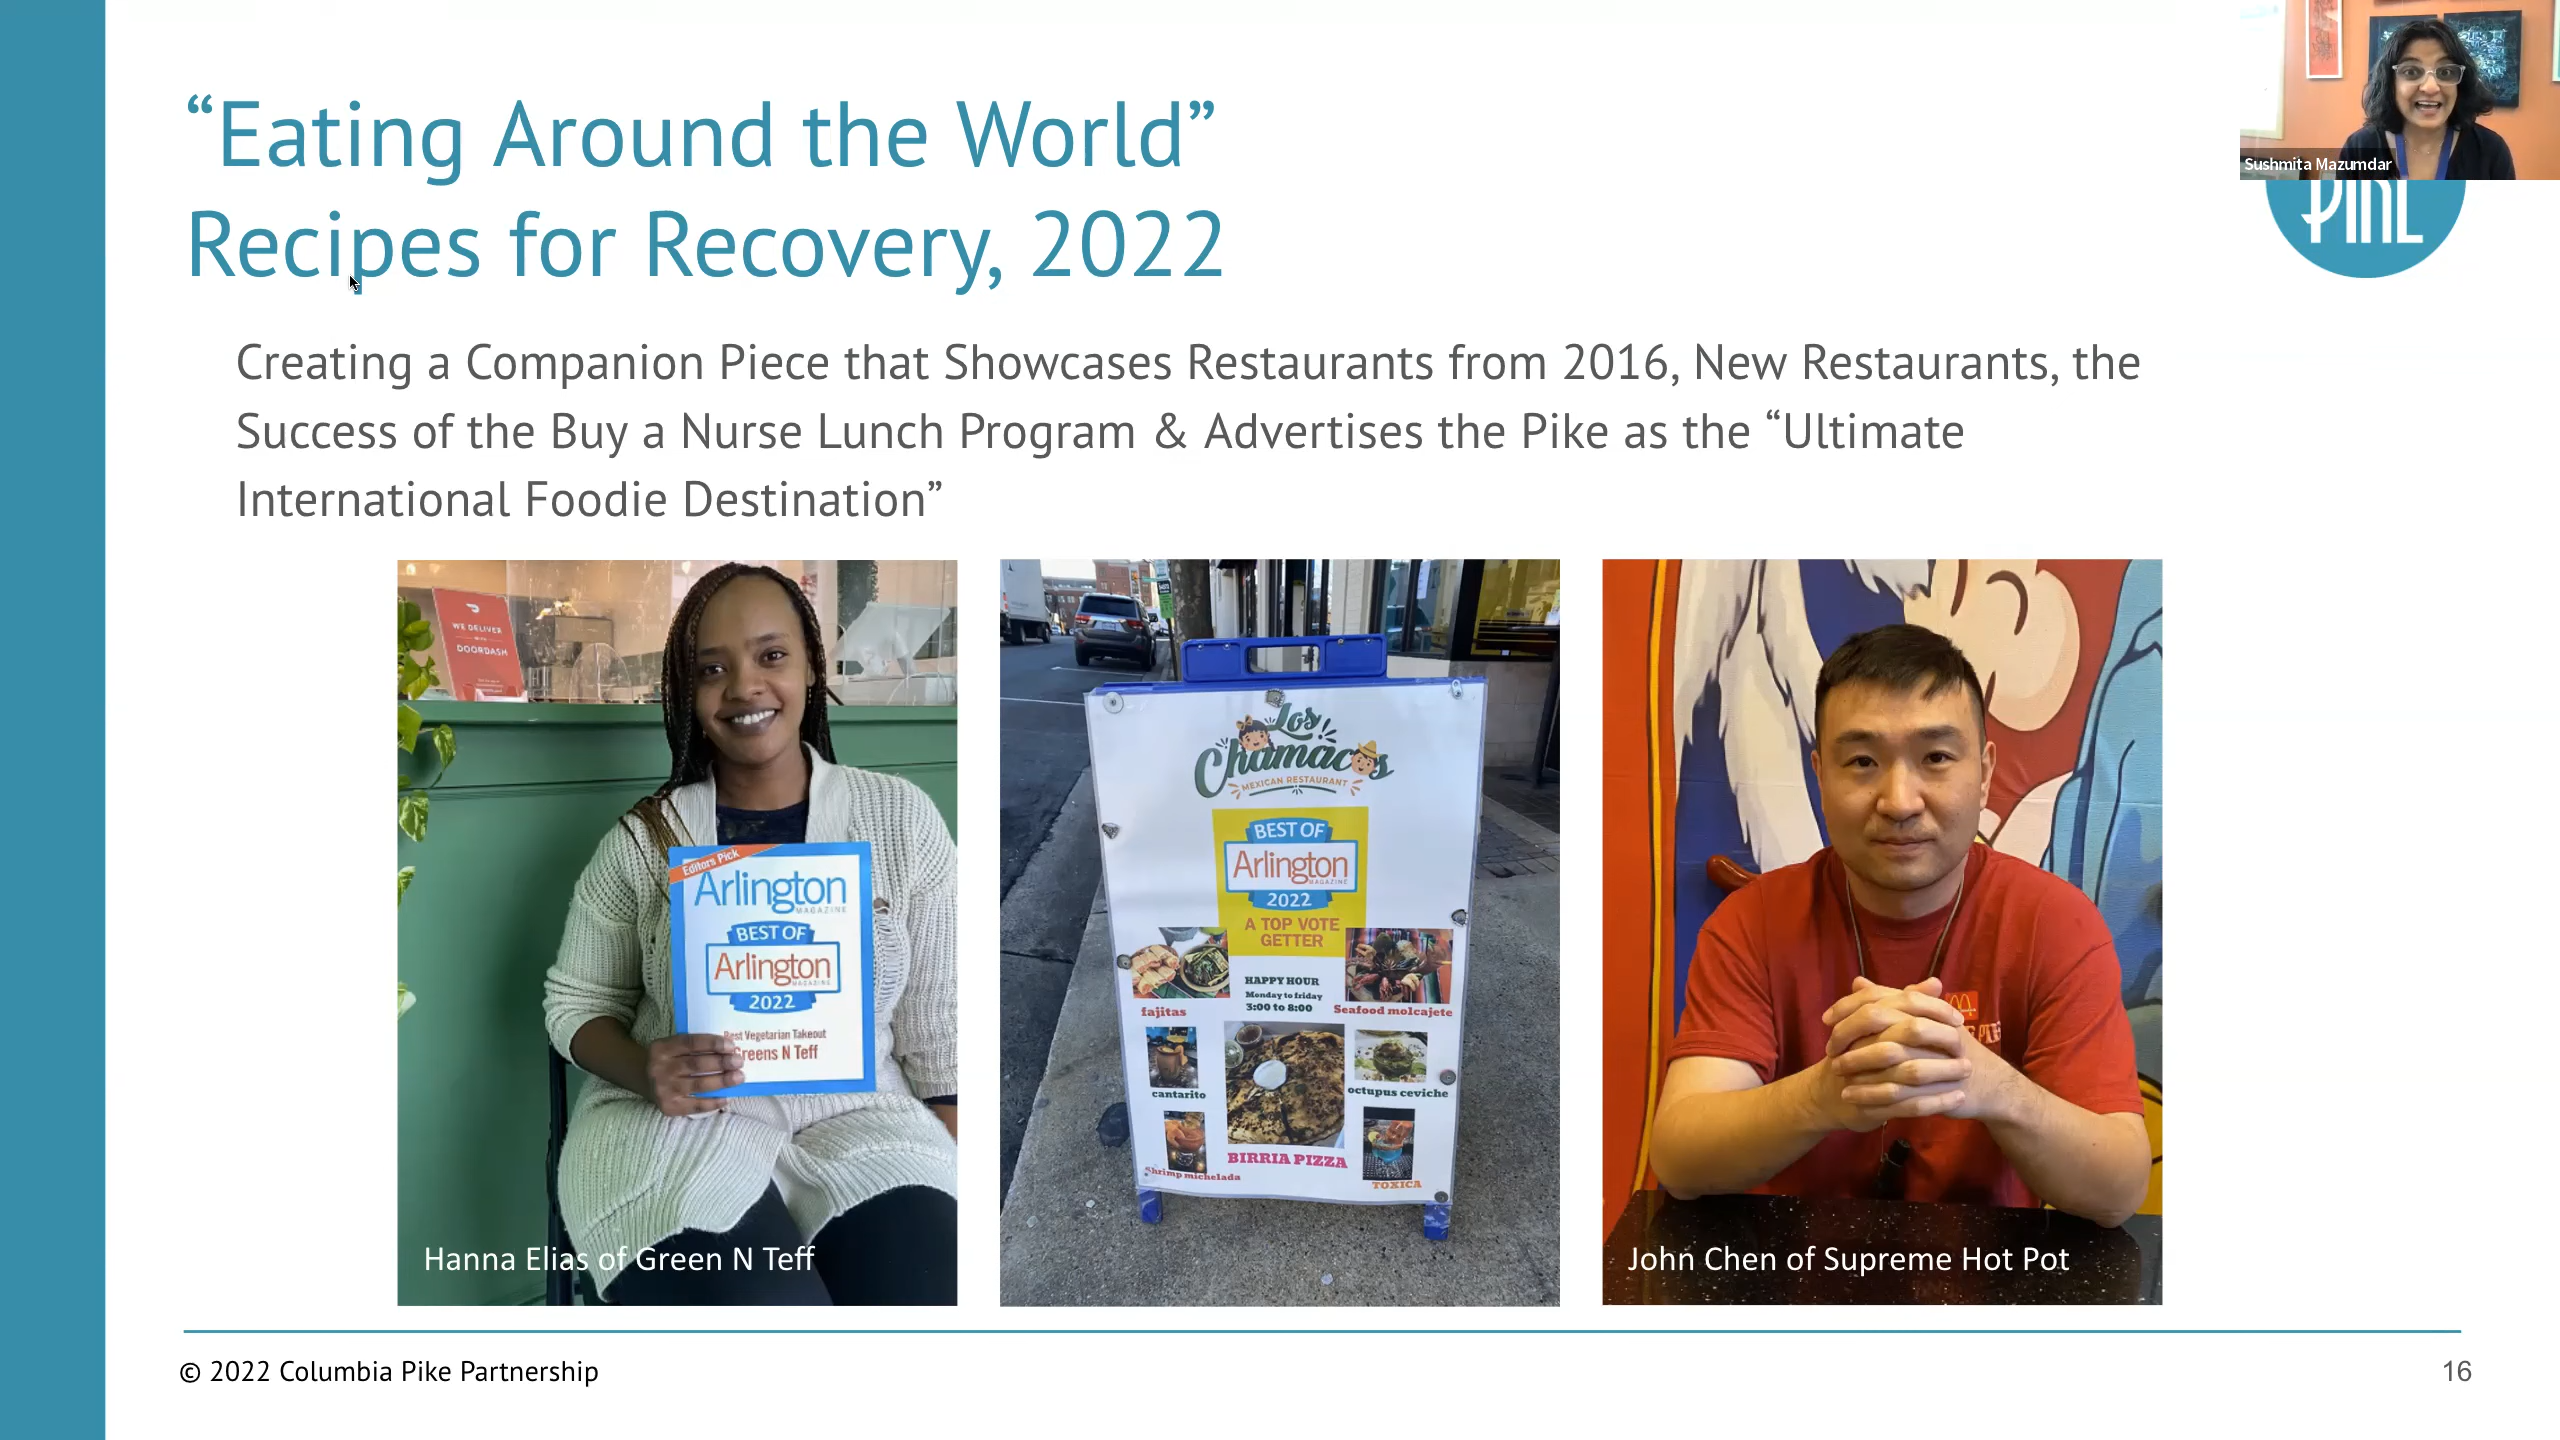 “Eating Around the World”
Recipes for Recovery, 2022
Sushmita Mazumdar
PIKE
Creating a Companion Piece that Showcases Restaurants from 2016, New Restaurants, the
Success of the Buy a Nurse Lunch Program & Advertises the Pike as the “Ultimate
International Foodie Destination”
WE DELIVER
DOORDASH
Editors Pick
Arlington
MAGAZINE
BEST OF
Arlington
MAGAZINE
2022
Best Vegetarian Takeout
Greens N Teff
Hanna Elias of Green N Teff
Los
Chamacos
MEXICAN RESTAURANT
BEST OF
Arlington
MAGAZINE
2022
A TOP VOTE
GETTER
HAPPY HOUR
Monday to friday
3:00 to 8:00
fajitas
Seafood molcajete
cantarito
octupus ceviche
Shrimp michelada
BIRRIA PIZZA
TOXICA
John Chen of Supreme Hot Pot
© 2022 Columbia Pike Partnership
16